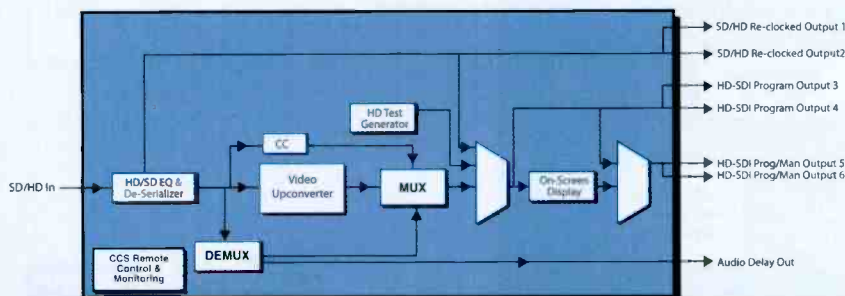 SD/HD Re-clocked Output 1
SD/HD Re-clocked Output2
HD-SDI Program Output 3
HD-SDI Program Output 4
HD Test
Generator
CC
SD/HD In
HD/SD EQ &
De-Serializer
Video
Upconverter
MUX
On-Screen
Display
HD-SDI Prog/Man Output 5
HD-SDI Prog/Man Output 6
DEMUX
CCS Remote
Control &
Monitoring
Audio Delay Out